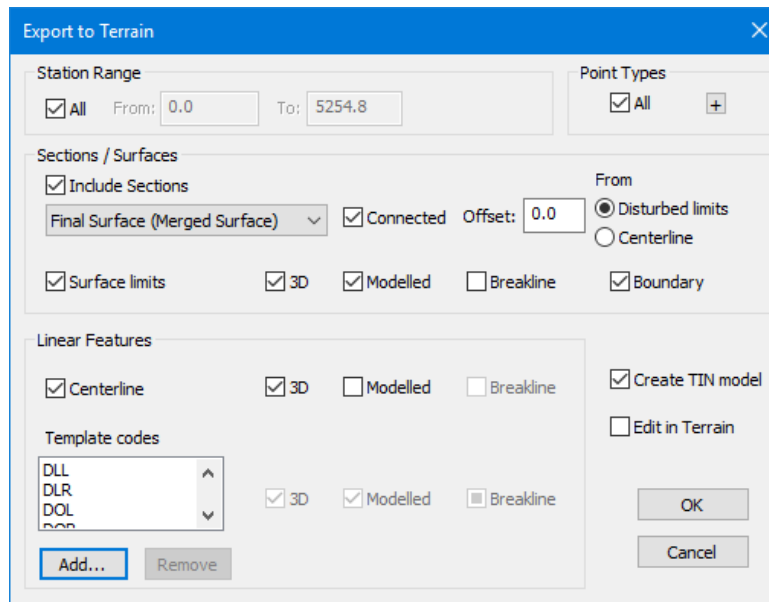 Export to Terrain
Station Range
All From: 0.0 To: 5254.8
Point Types
All +
Sections / Surfaces
Include Sections
Final Surface (Merged Surface) Connected Offset: 0.0
From
Disturbed limits
Centerline
Surface limits 3D Modelled Breakline Boundary
Linear Features
Centerline 3D Modelled Breakline
Template codes
DLL
DLR
DOL
3D Modelled Breakline
Add... Remove
Create TIN model
Edit in Terrain
OK
Cancel